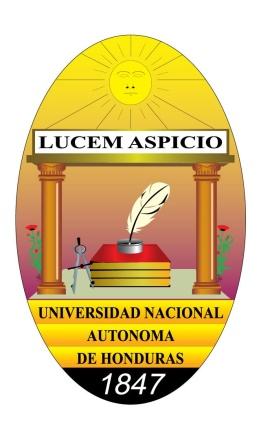 LUCEM ASPICIO
UNIVERSIDAD NACIONAL
AUTONOMA
DE HONDURAS
1847